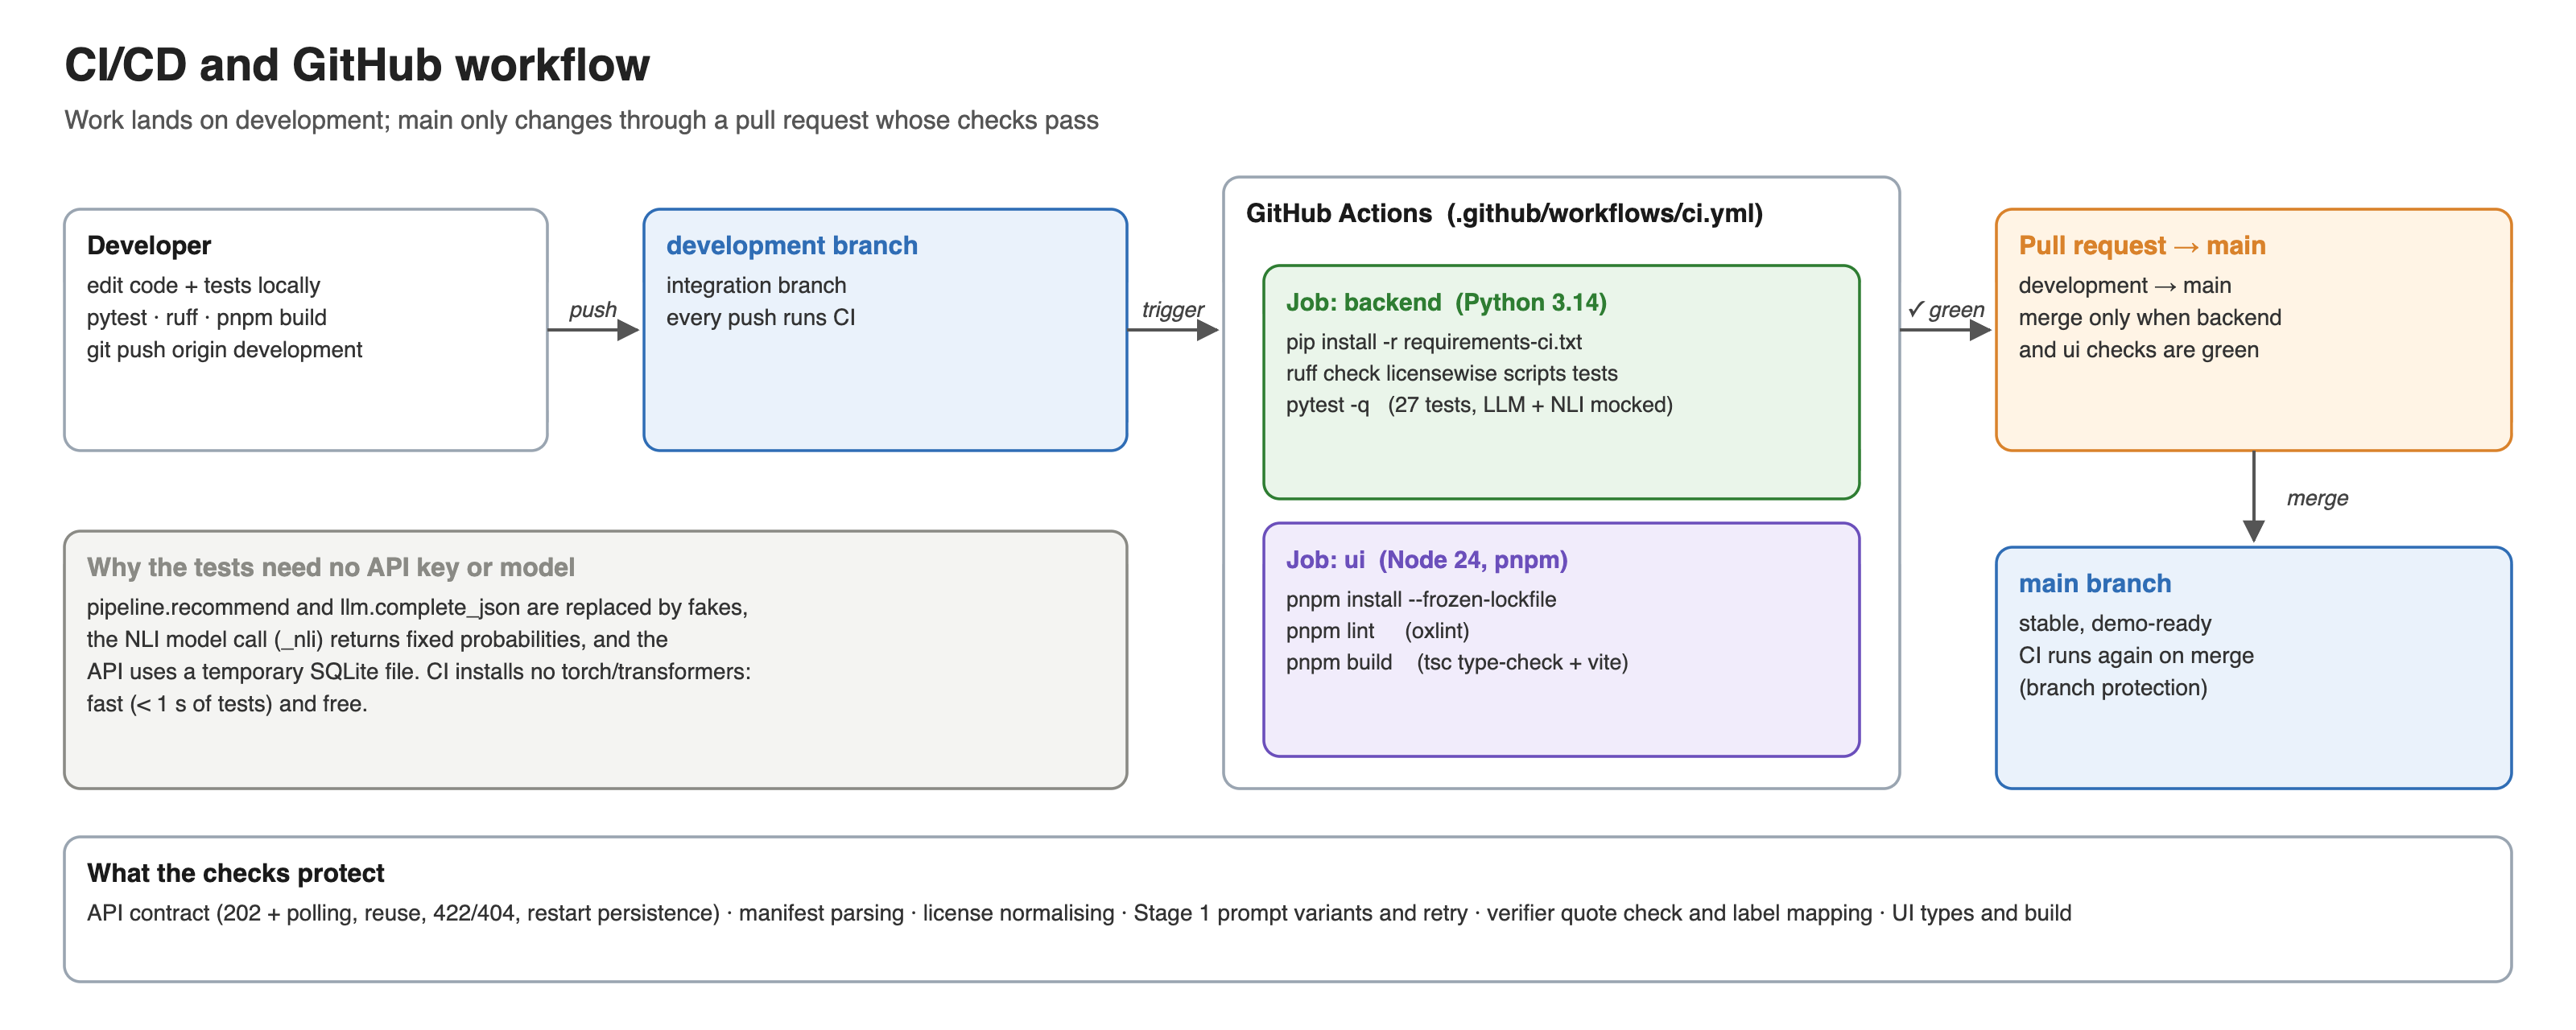 CI/CD and GitHub workflow
Work lands on development; main only changes through a pull request whose checks pass
Developer
edit code + tests locally
pytest · ruff · pnpm build
git push origin development
push
development branch
integration branch
every push runs CI
trigger
GitHub Actions (.github/workflows/ci.yml)
Job: backend (Python 3.14)
pip install -r requirements-ci.txt
ruff check licensewise scripts tests
pytest -q (27 tests, LLM + NLI mocked)
Job: ui (Node 24, pnpm)
pnpm install --frozen-lockfile
pnpm lint (oxlint)
pnpm build (tsc type-check + vite)
✓ green
Pull request → main
development → main
merge only when backend
and ui checks are green
merge
main branch
stable, demo-ready
CI runs again on merge
(branch protection)
Why the tests need no API key or model
pipeline.recommend and llm.complete_json are replaced by fakes,
the NLI model call (_nli) returns fixed probabilities, and the
API uses a temporary SQLite file. CI installs no torch/transformers:
fast (< 1 s of tests) and free.
What the checks protect
API contract (202 + polling, reuse, 422/404, restart persistence) · manifest parsing · license normalising · Stage 1 prompt variants and retry · verifier quote check and label mapping · UI types and build